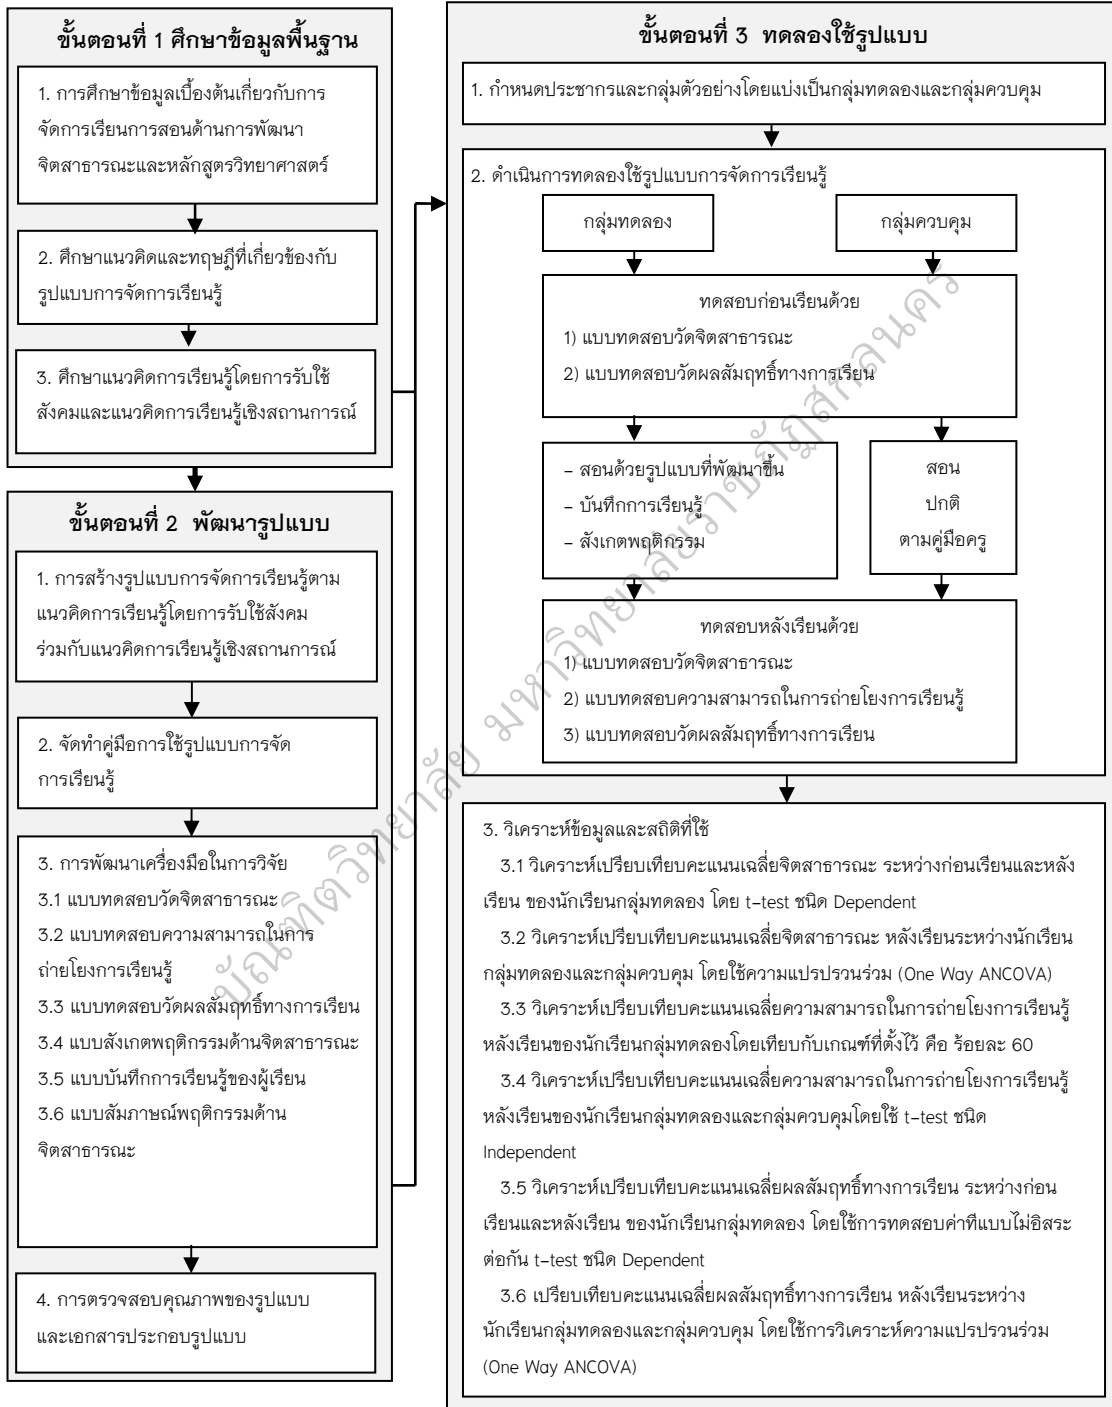 ขั้นตอนที่ 1 ศึกษาข้อมูลพื้นฐาน
1. การศึกษาข้อมูลเบื้องต้นเกี่ยวกับการ
จัดการเรียนการสอนด้านการพัฒนา
จิตสาธารณะและหลักสูตรวิทยาศาสตร์
2. ศึกษาแนวคิดและทฤษฎีที่เกี่ยวข้องกับ
รูปแบบการจัดการเรียนรู้
3. ศึกษาแนวคิดการเรียนรู้โดยการรับใช้
สังคมและแนวคิดการเรียนรู้เชิงสถานการณ์
ขั้นตอนที่ 2 พัฒนารูปแบบ
1. การสร้างรูปแบบการจัดการเรียนรู้ตาม
แนวคิดการเรียนรู้โดยการรับใช้สังคม
ร่วมกับแนวคิดการเรียนรู้เชิงสถานการณ์
2. จัดทำคู่มือการใช้รูปแบบการจัด
การเรียนรู้
3. การพัฒนาเครื่องมือในการวิจัย
3.1 แบบทดสอบวัดจิตสาธารณะ
3.2 แบบทดสอบความสามารถในการ
ถ่ายโยงการเรียนรู้
3.3 แบบทดสอบวัดผลสัมฤทธิ์ทางการเรียน
3.4 แบบสังเกตพฤติกรรมด้านจิตสาธารณะ
3.5 แบบบันทึกการเรียนรู้ของผู้เรียน
3.6 แบบสัมภาษณ์พฤติกรรมด้าน
จิตสาธารณะ
4. การตรวจสอบคุณภาพของรูปแบบ
และเอกสารประกอบรูปแบบ
ขั้นตอนที่ 3 ทดลองใช้รูปแบบ
1. กำหนดประชากรและกลุ่มตัวอย่างโดยแบ่งเป็นกลุ่มทดลองและกลุ่มควบคุม
2. ดำเนินการทดลองใช้รูปแบบการจัดการเรียนรู้
กลุ่มทดลอง
กลุ่มควบคุม
ทดสอบก่อนเรียนด้วย
1) แบบทดสอบวัดจิตสาธารณะ
2) แบบทดสอบวัดผลสัมฤทธิ์ทางการเรียน
– สอนด้วยรูปแบบที่พัฒนาขึ้น
– บันทึกการเรียนรู้
– สังเกตพฤติกรรม
สอน
ปกติ
ตามคู่มือครู
ทดสอบหลังเรียนด้วย
1) แบบทดสอบวัดจิตสาธารณะ
2) แบบทดสอบความสามารถในการถ่ายโยงการเรียนรู้
3) แบบทดสอบวัดผลสัมฤทธิ์ทางการเรียน
3. วิเคราะห์ข้อมูลและสถิติที่ใช้
3.1 วิเคราะห์เปรียบเทียบคะแนนเฉลี่ยจิตสาธารณะ ระหว่างก่อนเรียนและหลัง
เรียน ของนักเรียนกลุ่มทดลอง โดย t–test ชนิด Dependent
3.2 วิเคราะห์เปรียบเทียบคะแนนเฉลี่ยจิตสาธารณะ หลังเรียนระหว่างนักเรียน
กลุ่มทดลองและกลุ่มควบคุม โดยใช้ความแปรปรวนร่วม (One Way ANCOVA)
3.3 วิเคราะห์เปรียบเทียบคะแนนเฉลี่ยความสามารถในการถ่ายโยงการเรียนรู้
หลังเรียนของนักเรียนกลุ่มทดลองโดยเทียบกับเกณฑ์ที่ตั้งไว้ คือ ร้อยละ 60
3.4 วิเคราะห์เปรียบเทียบคะแนนเฉลี่ยความสามารถในการถ่ายโยงการเรียนรู้
หลังเรียนของนักเรียนกลุ่มทดลองและกลุ่มควบคุมโดยใช้ t–test ชนิด
Independent
3.5 วิเคราะห์เปรียบเทียบคะแนนเฉลี่ยผลสัมฤทธิ์ทางการเรียน ระหว่างก่อน
เรียนและหลังเรียน ของนักเรียนกลุ่มทดลอง โดยใช้การทดสอบค่าทีแบบไม่อิสระ
ต่อกัน t–test ชนิด Dependent
3.6 เปรียบเทียบคะแนนเฉลี่ยผลสัมฤทธิ์ทางการเรียน หลังเรียนระหว่าง
นักเรียนกลุ่มทดลองและกลุ่มควบคุม โดยใช้การวิเคราะห์ความแปรปรวนร่วม
(One Way ANCOVA)
บัณฑิตวิทยาลัย มหาวิทยาลัยราชภัฏสกลนคร